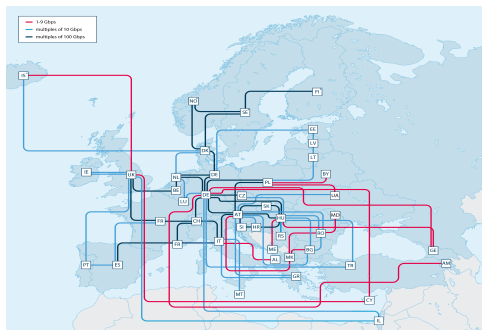 1-9 Gbps
multiples of 10 Gbps
multiples of 100 Gbps
IS
FI
NO
SE
EE
LV
DK
LT
IE
UK
NL
DE
PL
BY
BE
LU
DE
CZ
UA
SK
FR
CH
AT
HU
MD
SI
HR
RS
RO
FR
IT
ME
MK
BG
GE
AL
PT
ES
TR
AM
GR
MT
CY
IL